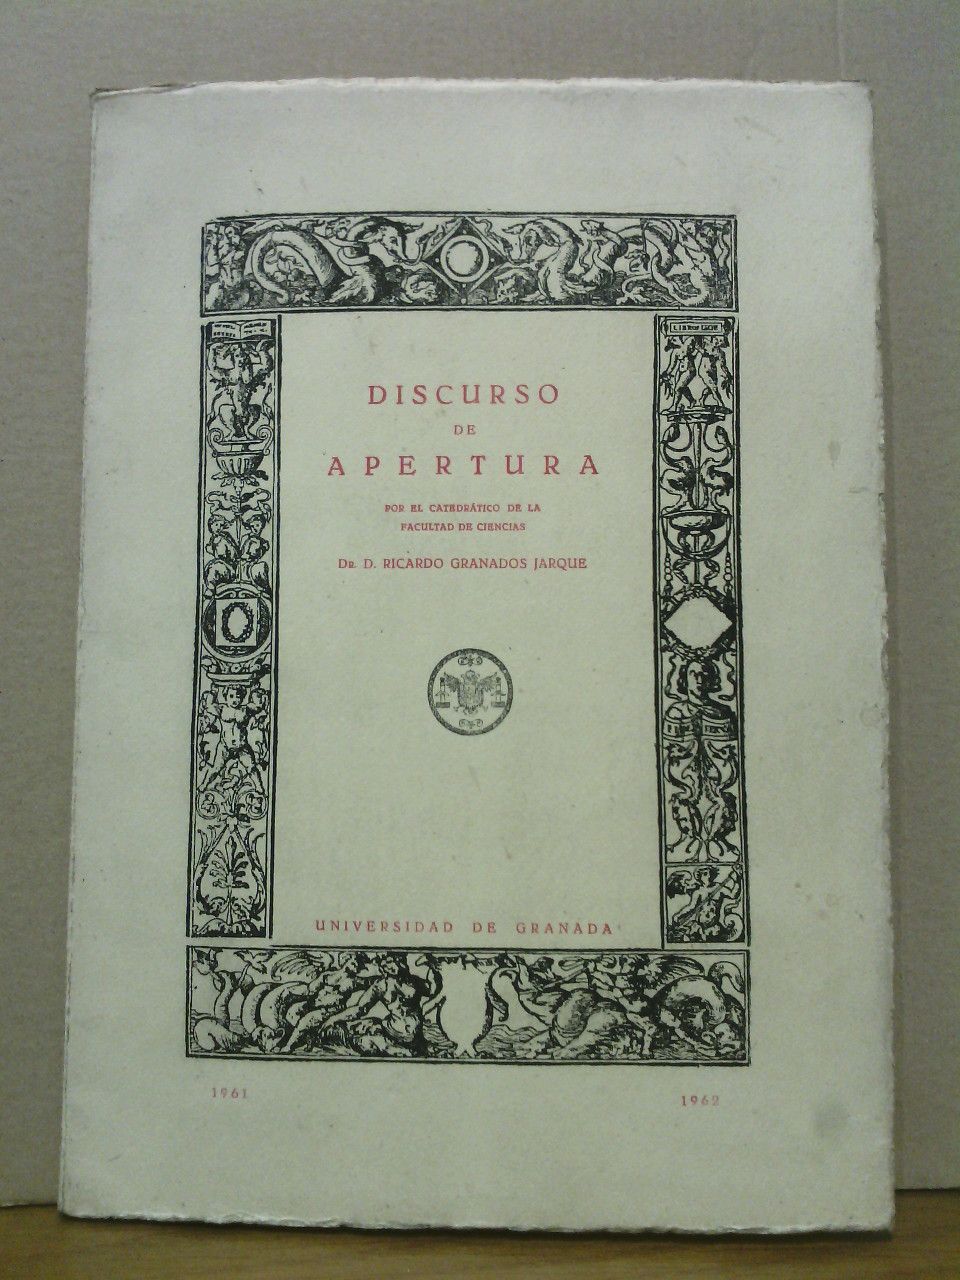 DISCURSO
DE
APERTURA
POR EL CATEDRÁTICO DE LA
FACULTAD DE CIENCIAS
DR. D. RICARDO GRANADOS JARQUE
UNIVERSIDAD DE GRANADA
1961
1962